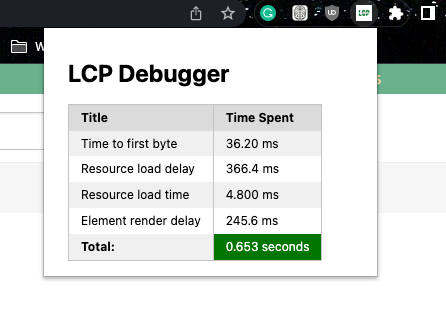 LCP
W
S
LCP Debugger
Title Time Spent
Time to first byte 36.20 ms
Resource load delay 366.4 ms
Resource load time 4.800 ms
Element render delay 245.6 ms
Total: 0.653 seconds